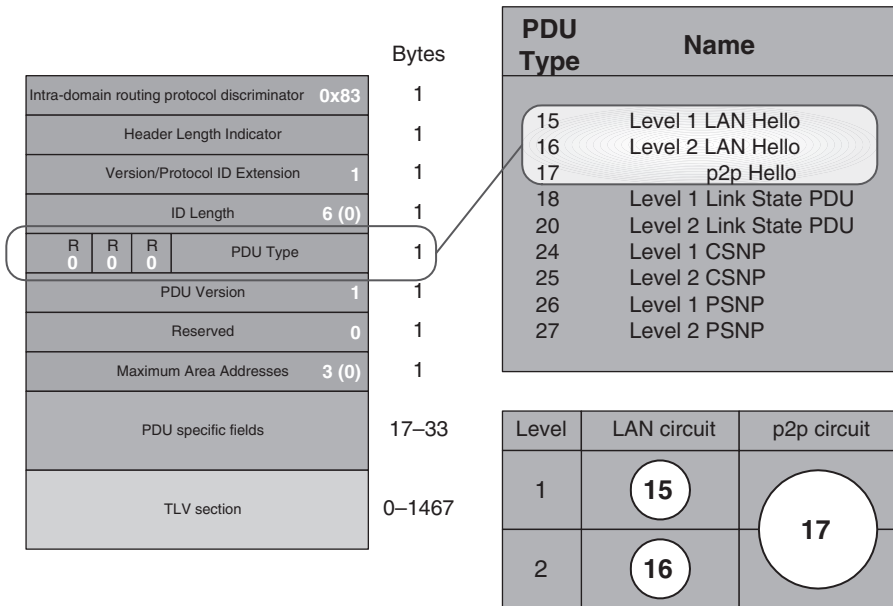 Bytes
Intra-domain routing protocol discriminator 0x83 1
Header Length Indicator 1
Version/Protocol ID Extension 1 1
ID Length 6 (0) 1
R 0 R 0 R 0 PDU Type 1
PDU Version 1 1
Reserved 0 1
Maximum Area Addresses 3 (0) 1
PDU specific fields 17–33
TLV section 0–1467
PDU Type Name
15 Level 1 LAN Hello
16 Level 2 LAN Hello
17 p2p Hello
18 Level 1 Link State PDU
20 Level 2 Link State PDU
24 Level 1 CSNP
25 Level 2 CSNP
26 Level 1 PSNP
27 Level 2 PSNP
Level LAN circuit p2p circuit
1 15
17
2 16